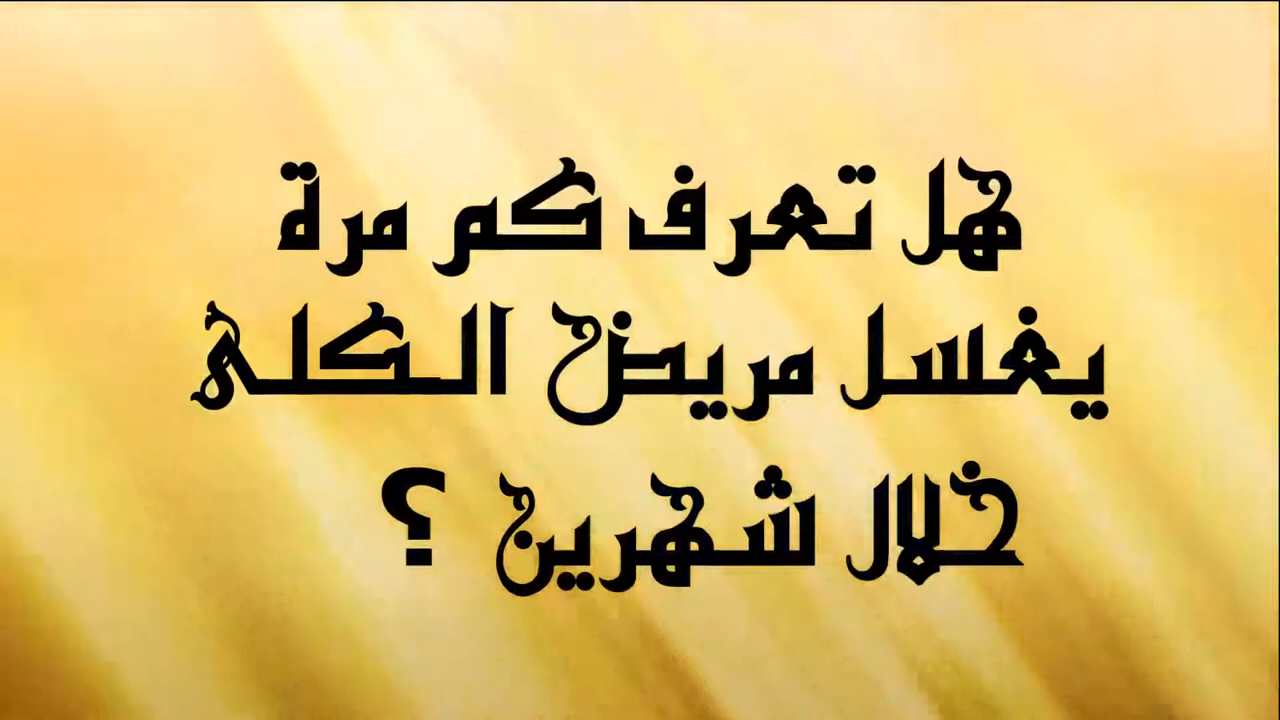 هل تعرف كم مرة
يغسل مريض الكلى
خلال شهرين ؟